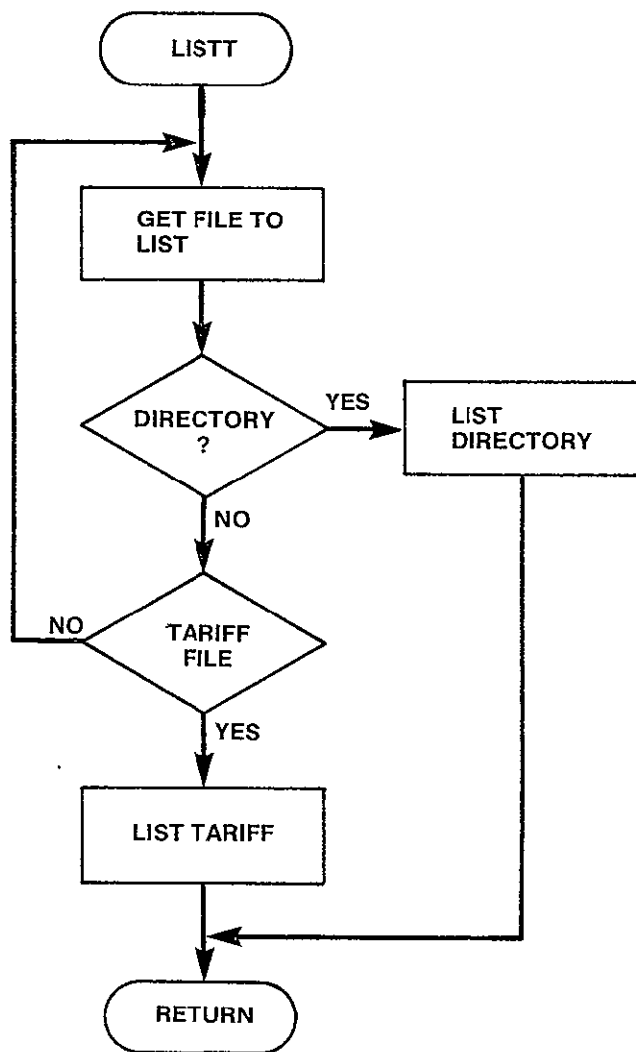 LISTT
GET FILE TO
LIST
DIRECTORY
?
YES
LIST
DIRECTORY
NO
NO
TARIFF
FILE
YES
LIST TARIFF
RETURN